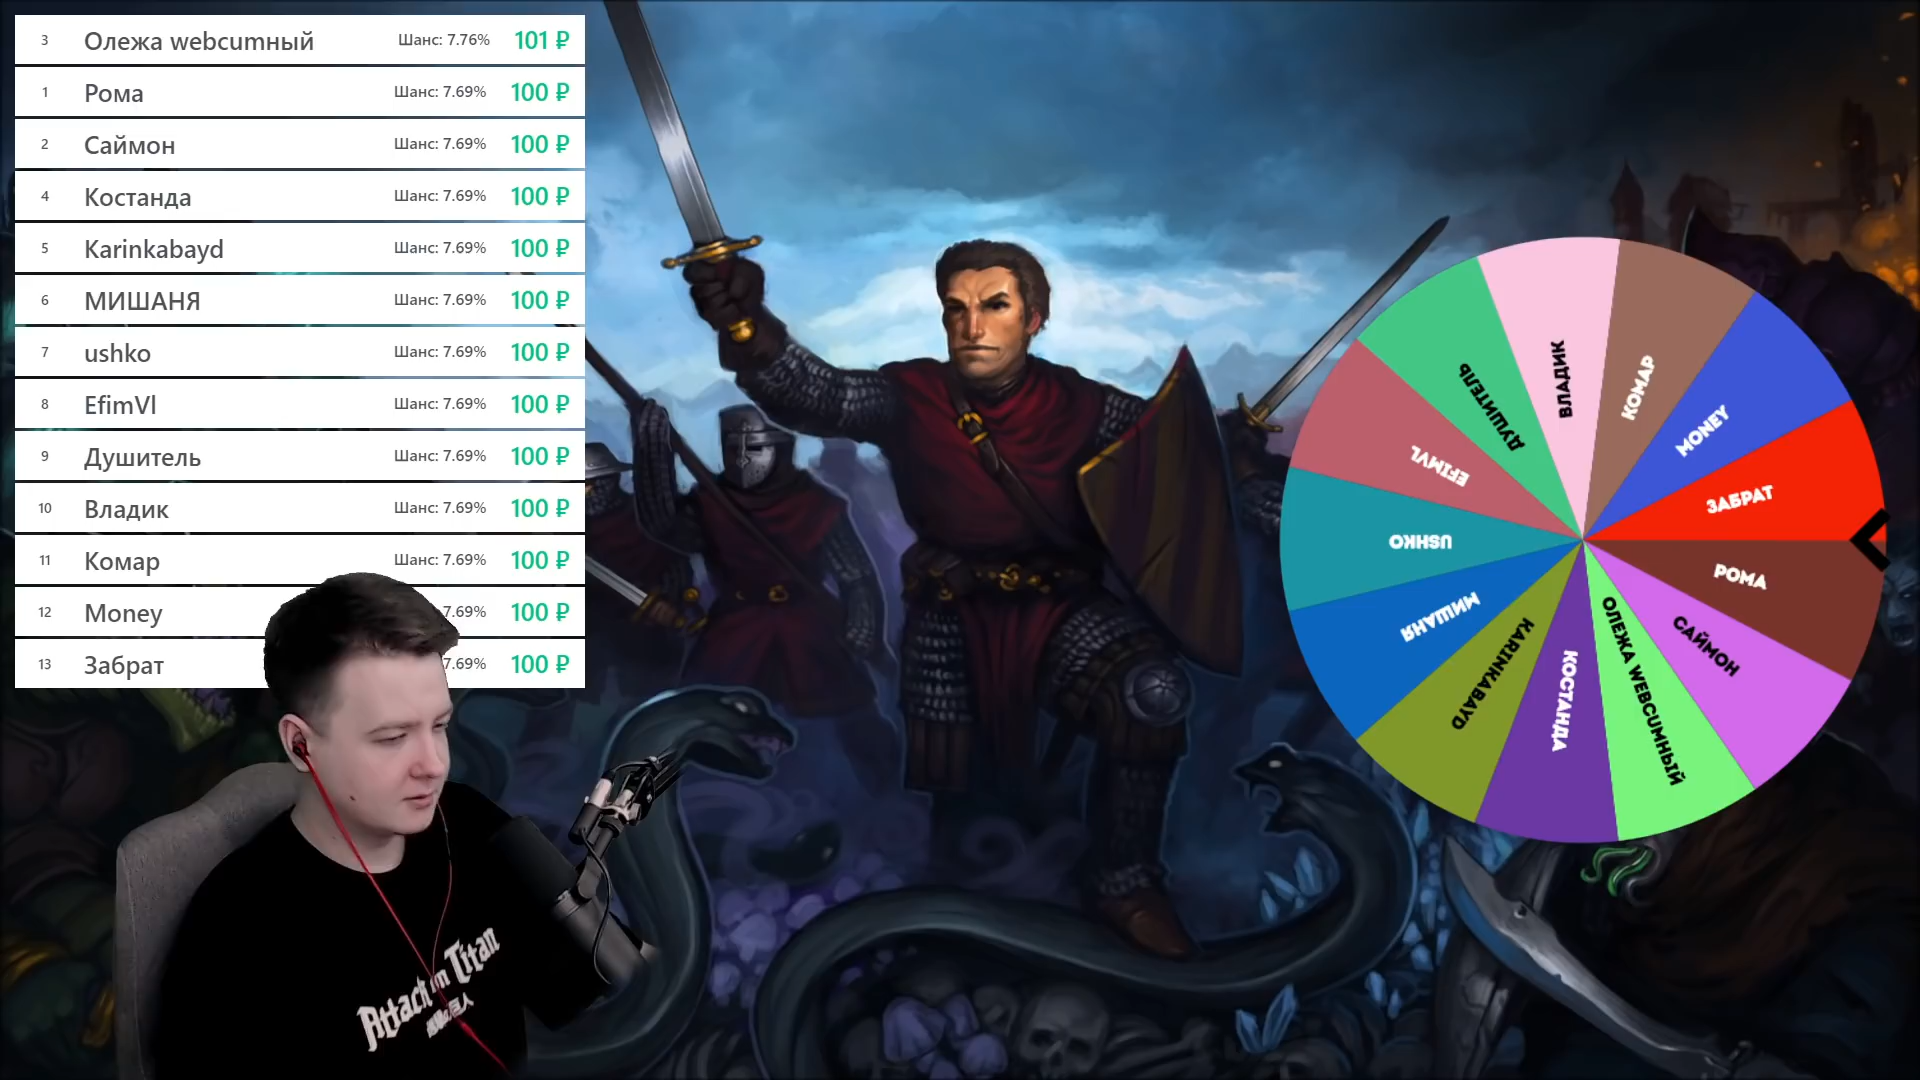 3 Олежа webcumный Шанс: 7.76% 101 ₽
1 Рома Шанс: 7.69% 100 ₽
2 Саймон Шанс: 7.69% 100 ₽
4 Костанда Шанс: 7.69% 100 ₽
5 Karinkabayd Шанс: 7.69% 100 ₽
6 МИШАНЯ Шанс: 7.69% 100 ₽
7 ushko Шанс: 7.69% 100 ₽
8 EfimVl Шанс: 7.69% 100 ₽
9 Душитель Шанс: 7.69% 100 ₽
10 Владик Шанс: 7.69% 100 ₽
11 Комар Шанс: 7.69% 100 ₽
12 Money 7.69% 100 ₽
13 Забрат 7.69% 100 ₽
ВЛАДИК
КОМАР
MONEY
ЗАБРАТ
РОМА
САЙМОН
ОЛЕЖА WEBCUMНЫЙ
КОСТАНДА
KARINKABAYD
МИШАНЯ
USHKO
EFIMVL
ДУШИТЕЛЬ
Attack on Titan